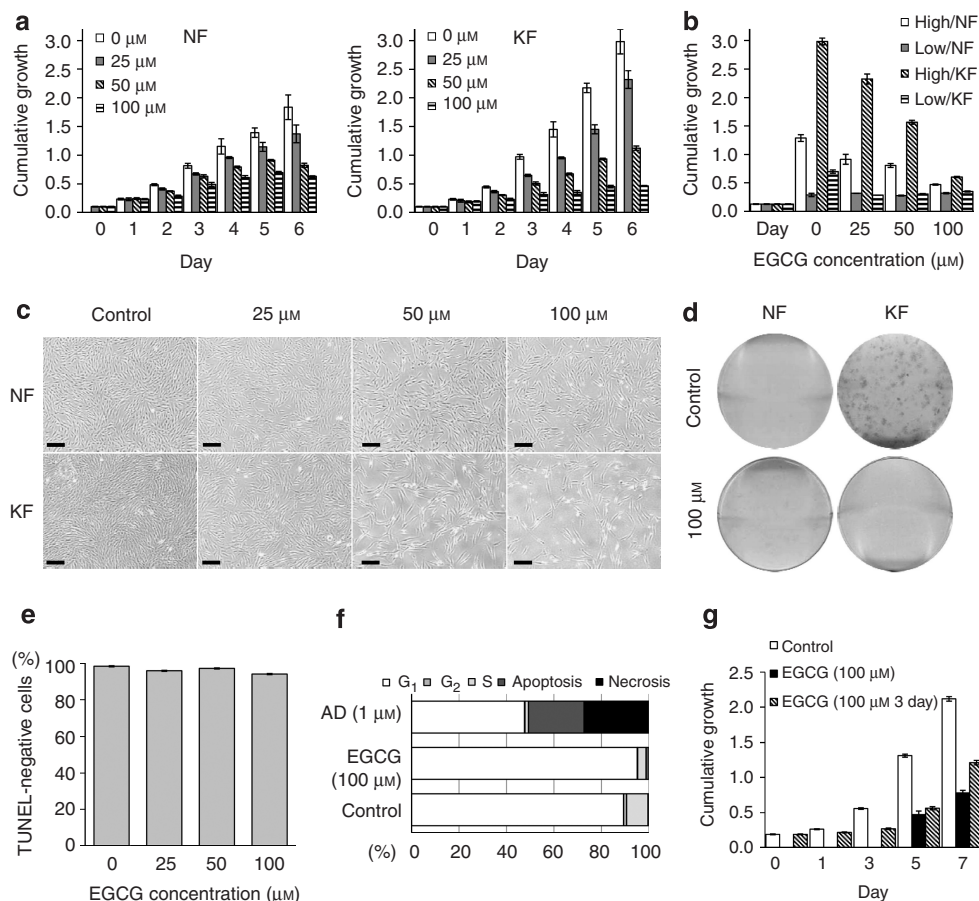 a
NF
0 µM
25 µM
50 µM
100 µM
Cumulative growth
3.0
2.5
2.0
1.5
1.0
0.5
0.0
0 1 2 3 4 5 6
Day
KF
0 µM
25 µM
50 µM
100 µM
Cumulative growth
3.0
2.5
2.0
1.5
1.0
0.5
0.0
0 1 2 3 4 5 6
Day
b
High/NF
Low/NF
High/KF
Low/KF
Cumulative growth
3.0
2.5
2.0
1.5
1.0
0.5
0.0
Day 0 25 50 100
EGCG concentration (µM)
c
Control 25 µM 50 µM 100 µM
NF
KF
d
NF KF
Control
100 µM
e
(%)
100
80
60
40
20
0
TUNEL-negative cells
0 25 50 100
EGCG concentration (µM)
f
G1 G2 S Apoptosis Necrosis
AD (1 µM)
EGCG
(100 µM)
Control
(%) 0 20 40 60 80 100
g
Control
EGCG (100 µM)
EGCG (100 µM 3 day)
Cumulative growth
2.5
2.0
1.5
1.0
0.5
0.0
0 1 3 5 7
Day